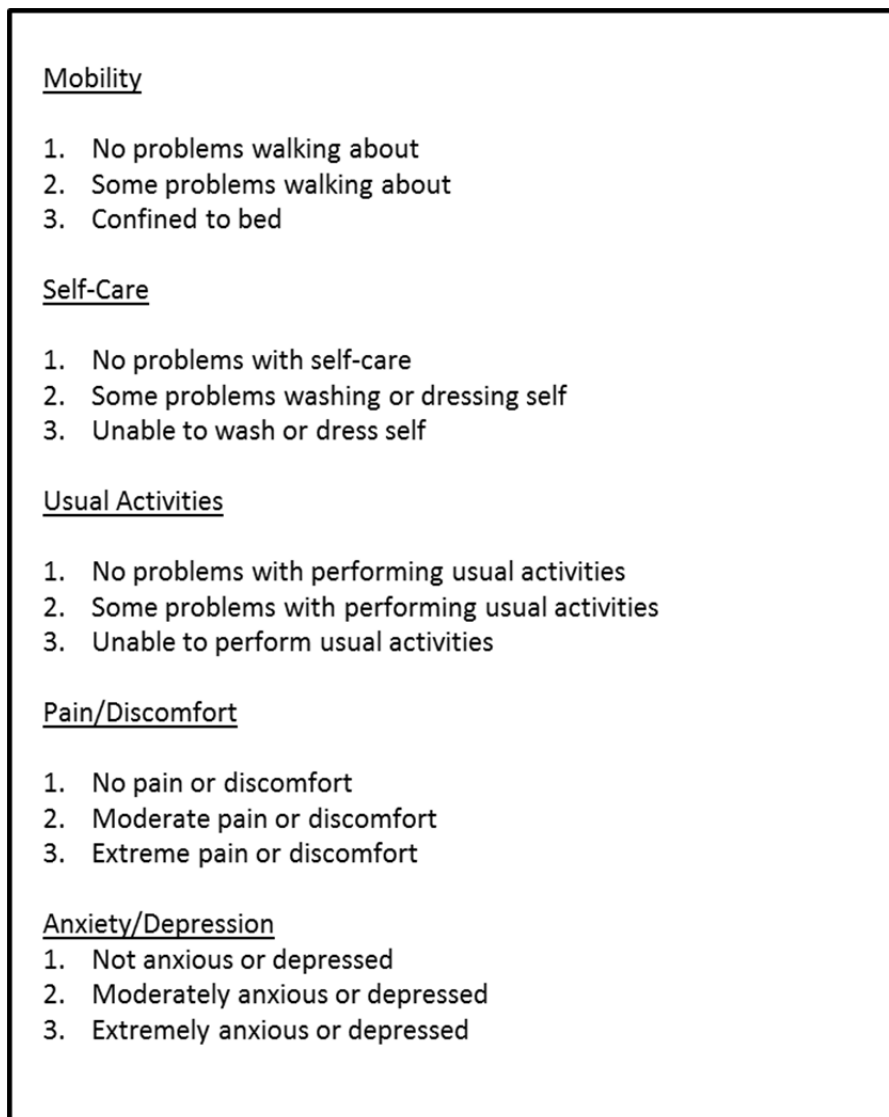 Mobility
1. No problems walking about
2. Some problems walking about
3. Confined to bed
Self-Care
1. No problems with self-care
2. Some problems washing or dressing self
3. Unable to wash or dress self
Usual Activities
1. No problems with performing usual activities
2. Some problems with performing usual activities
3. Unable to perform usual activities
Pain/Discomfort
1. No pain or discomfort
2. Moderate pain or discomfort
3. Extreme pain or discomfort
Anxiety/Depression
1. Not anxious or depressed
2. Moderately anxious or depressed
3. Extremely anxious or depressed